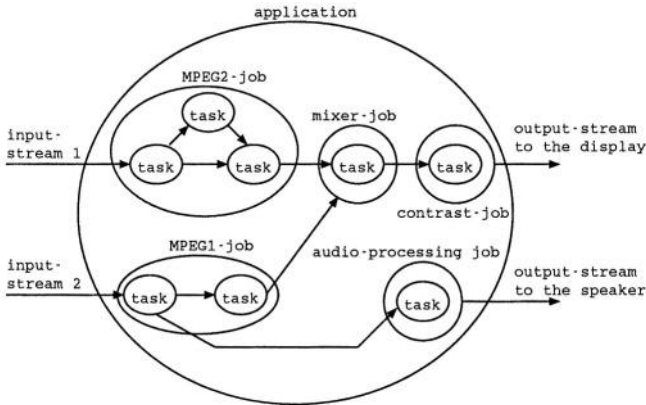 application
MPEG2-job
task
mixer-job
input-
stream 1
task
task
task
task
output-stream
to the display
contrast-job
MPEG1-job
audio-processing job
input-
stream 2
task
task
task
output-stream
to the speaker